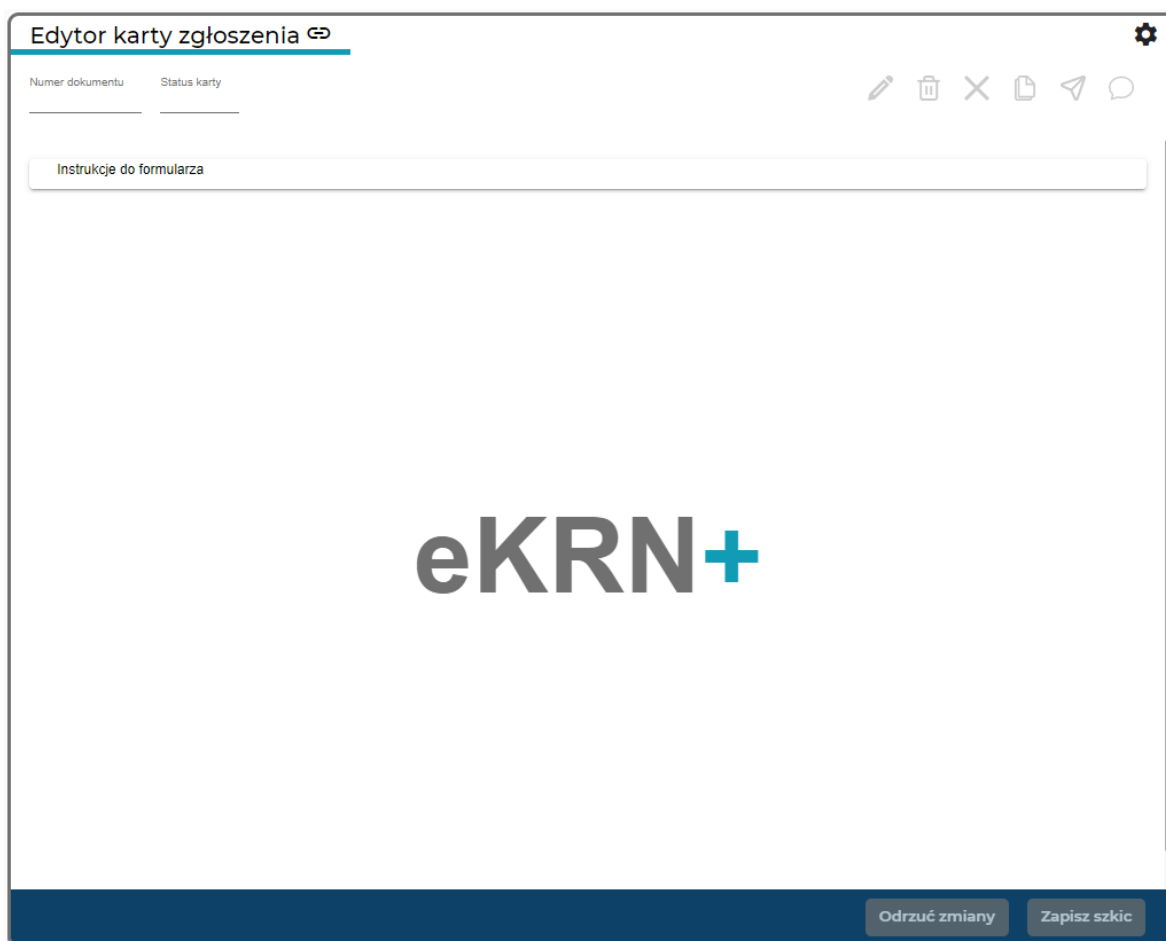 Edytor karty zgłoszenia
Numer dokumentu Status karty
Instrukcje do formularza
eKRN+
Odrzuć zmiany Zapisz szkic